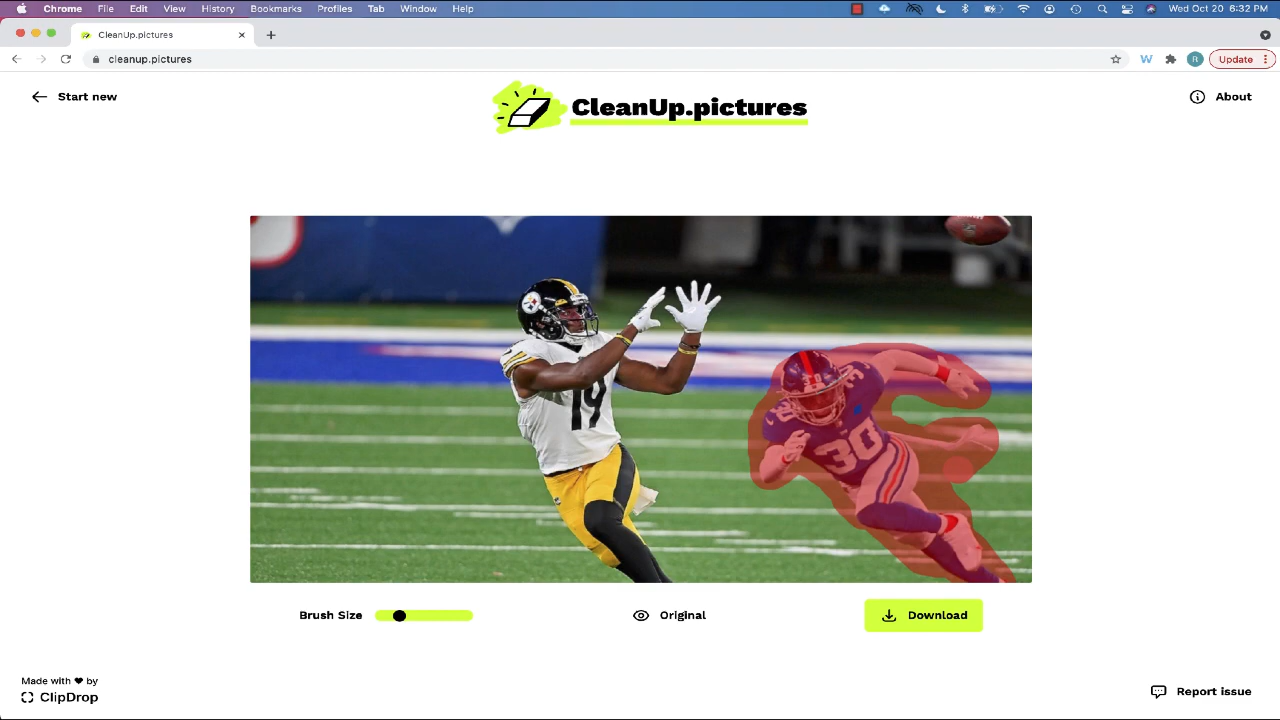 Chrome File Edit View History Bookmarks Profiles Tab Window Help Wed Oct 20 6:32 PM
CleanUp.pictures
cleanup.pictures W R Update
Start new
CleanUp.pictures
About
19
30
30
Brush Size
Original
Download
Made with ❤ by
ClipDrop
Report issue